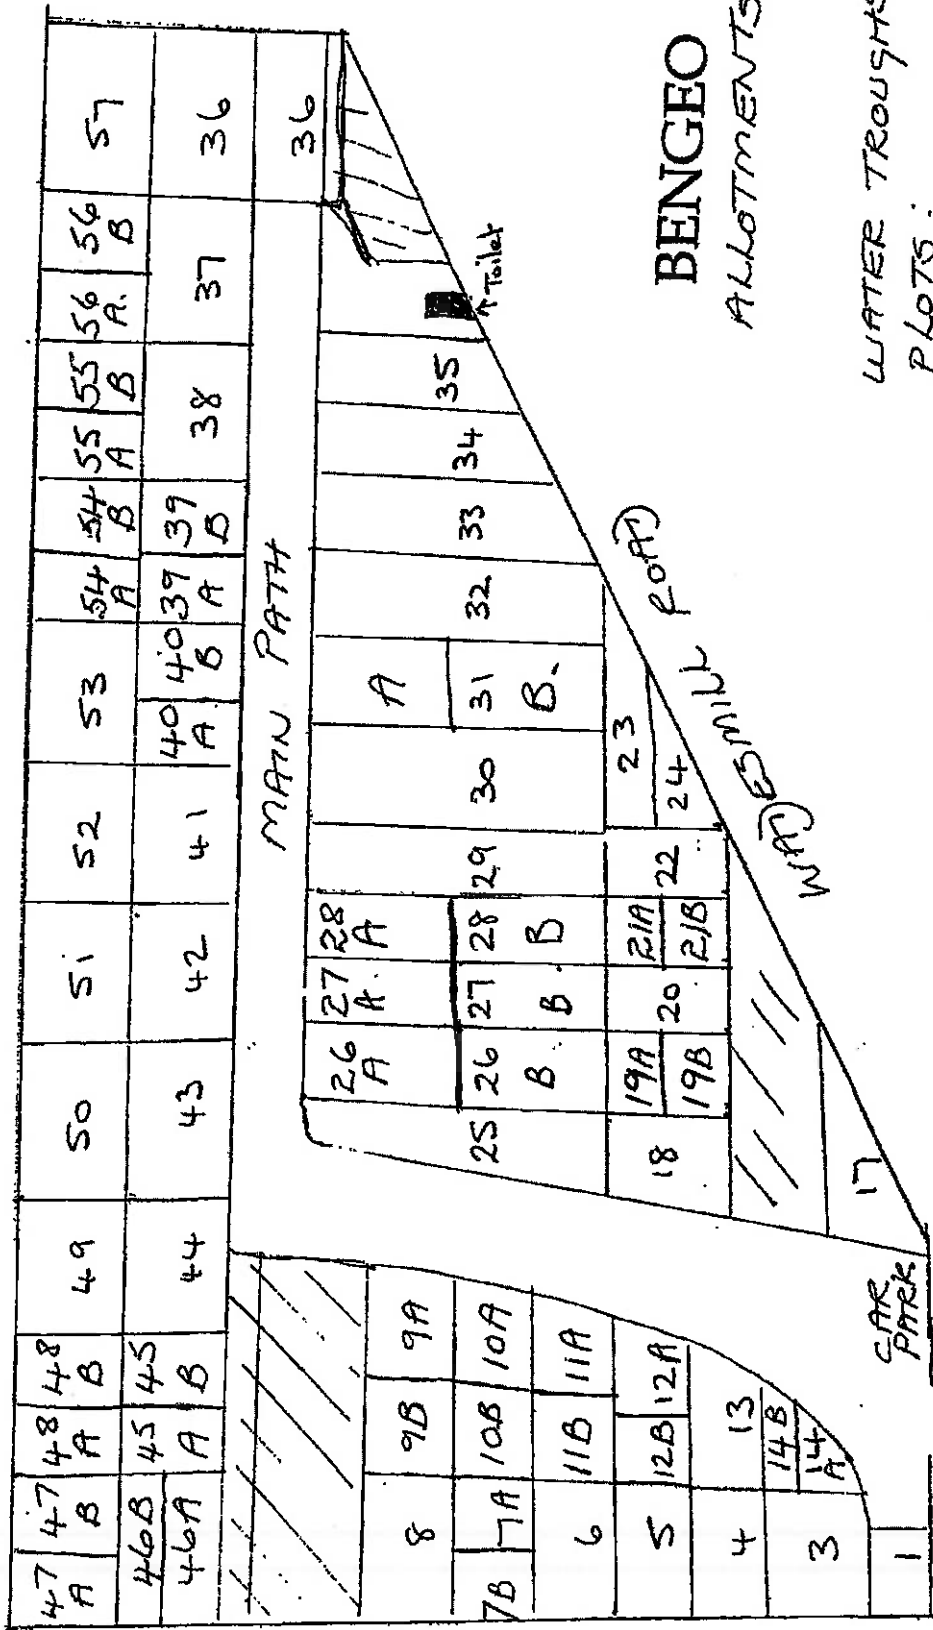 47 A
47 B
48 A
48 B
49
50
51
52
53
54 A
54 B
55 A
55 B
56 A.
56 B
57
46B
46A
45 A
45 B
44
43
42
41
40 A
40 B
39 A
39 B
38
37
36
36
MAIN PATH
8
9B
9A
7B
7A
10B
10A
6
11B
11A
5
12B
12A
4
13
3
14B
14 A
1
CAR PARK
25
26 A
26 B
27 A.
27 B
28 A
28 B
29
30
A
31
B.
32
33
34
35
↑ Toilet
18
19A
19B
20
21A
21B
22
23
24
17
WADESMILL ROAD
BENGEO
ALLOTMENTS
WATER TROUGHS
PLOTS: